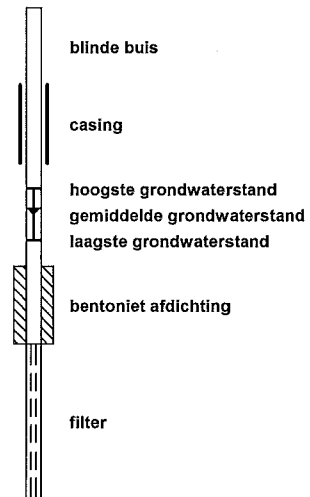 blinde buis
casing
hoogste grondwaterstand
gemiddelde grondwaterstand
laagste grondwaterstand
bentoniet afdichting
filter